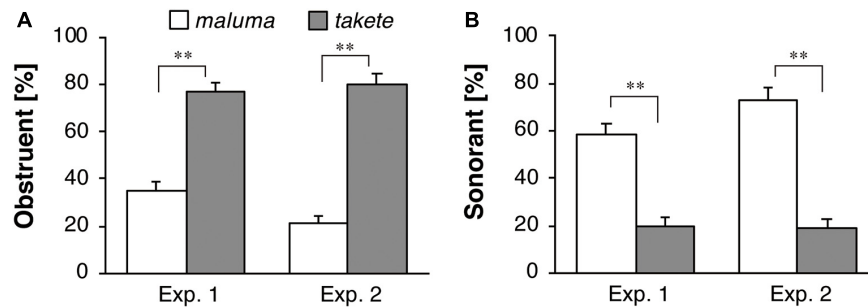 A
maluma takete
Obstruent [%]
100
80
60
40
20
0
** **
Exp. 1 Exp. 2
B
Sonorant [%]
100
80
60
40
20
0
** **
Exp. 1 Exp. 2